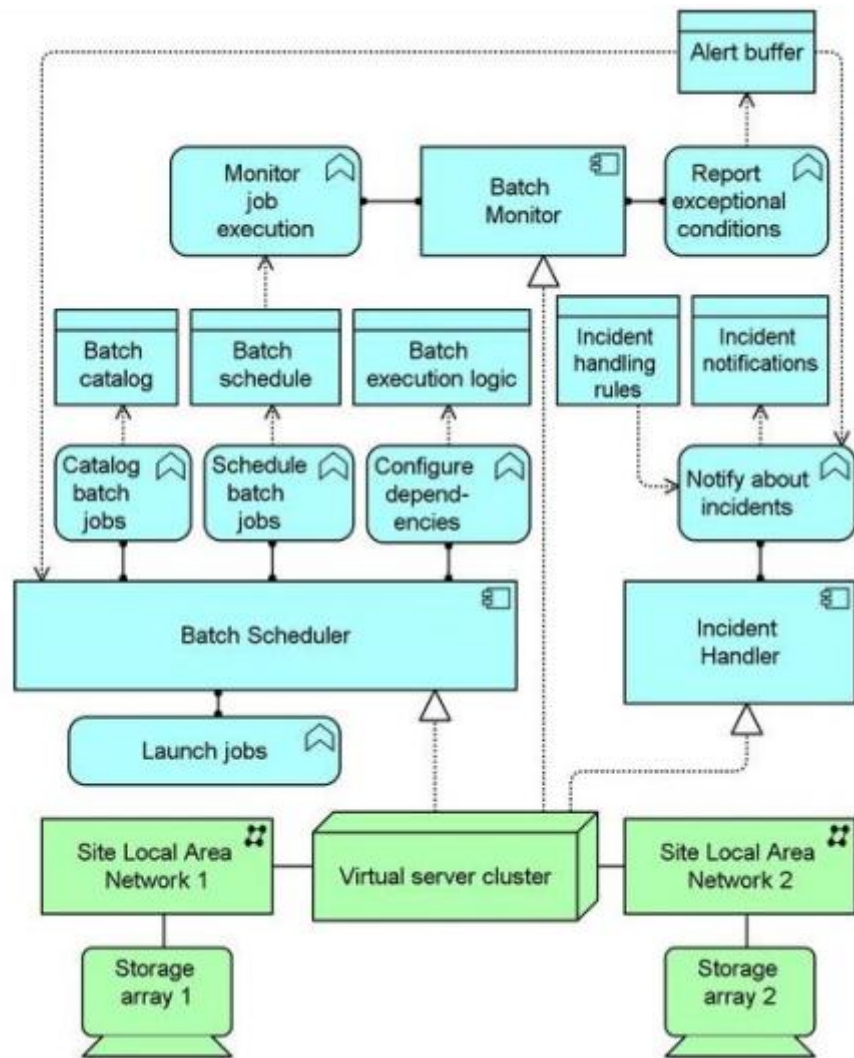 Alert buffer
Monitor
job
execution
Batch
Monitor
Report
exceptional
conditions
Batch
catalog
Batch
schedule
Batch
execution logic
Incident
handling
rules
Incident
notifications
Catalog
batch
jobs
Schedule
batch
jobs
Configure
depend-
encies
Notify about
incidents
Batch Scheduler
Incident
Handler
Launch jobs
Site Local Area
Network 1
Virtual server cluster
Site Local Area
Network 2
Storage
array 1
Storage
array 2